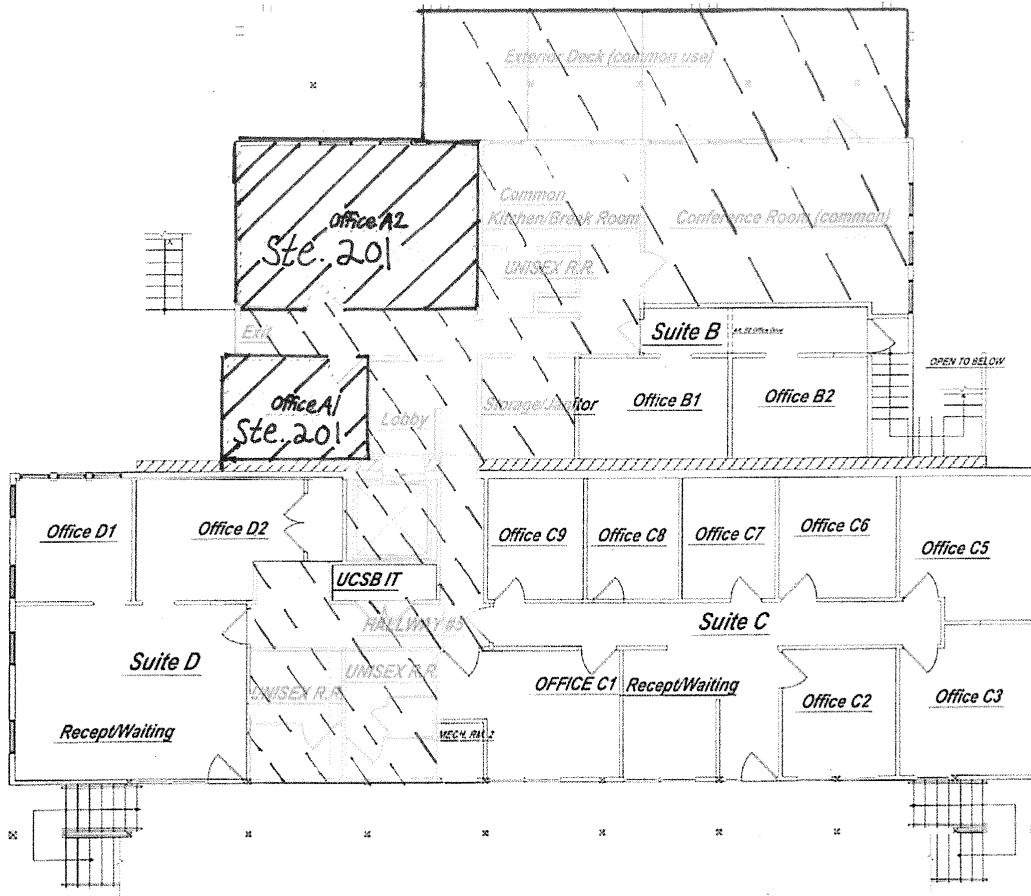 Exterior Deck (common use)
Office A2
Ste. 201
Common
Kitchen/Break Room
Conference Room (common)
UNISEX R.R.
Exit
Suite B
OPEN TO BELOW
Office A1
Ste. 201
Lobby
Storage/Janitor
Office B1
Office B2
Office D1
Office D2
Office C9
Office C8
Office C7
Office C6
Office C5
UCSB IT
HALLWAY #5
Suite C
Suite D
UNISEX R.R.
UNISEX R.R.
OFFICE C1
Recept/Waiting
Office C2
Office C3
Recept/Waiting
MECH. RM. 2